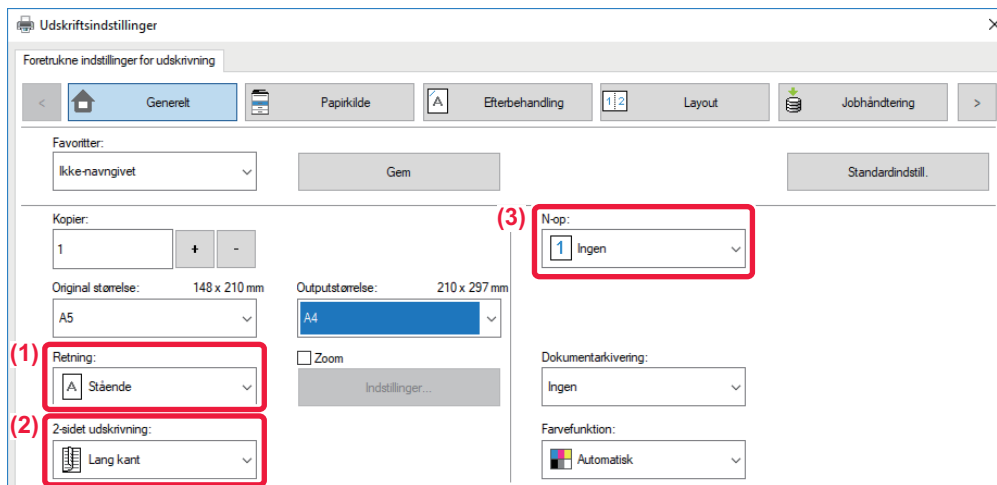 Udskriftsindstillinger
Foretrukne indstillinger for udskrivning
< Generelt Papirkilde A Efterbehandling 1 2 Layout Jobhåndtering >
Favoritter:
Ikke-navngivet Gem Standardindstill.
Kopier: (3) N-op:
1 + - 1 Ingen
Original størrelse: 148 x 210 mm Outputstørrelse: 210 x 297 mm
A5 A4
(1) Retning: Zoom Dokumentarkivering:
A Stående Indstillinger... Ingen
(2) 2-sidet udskrivning: Farvefunktion:
Lang kant Automatisk